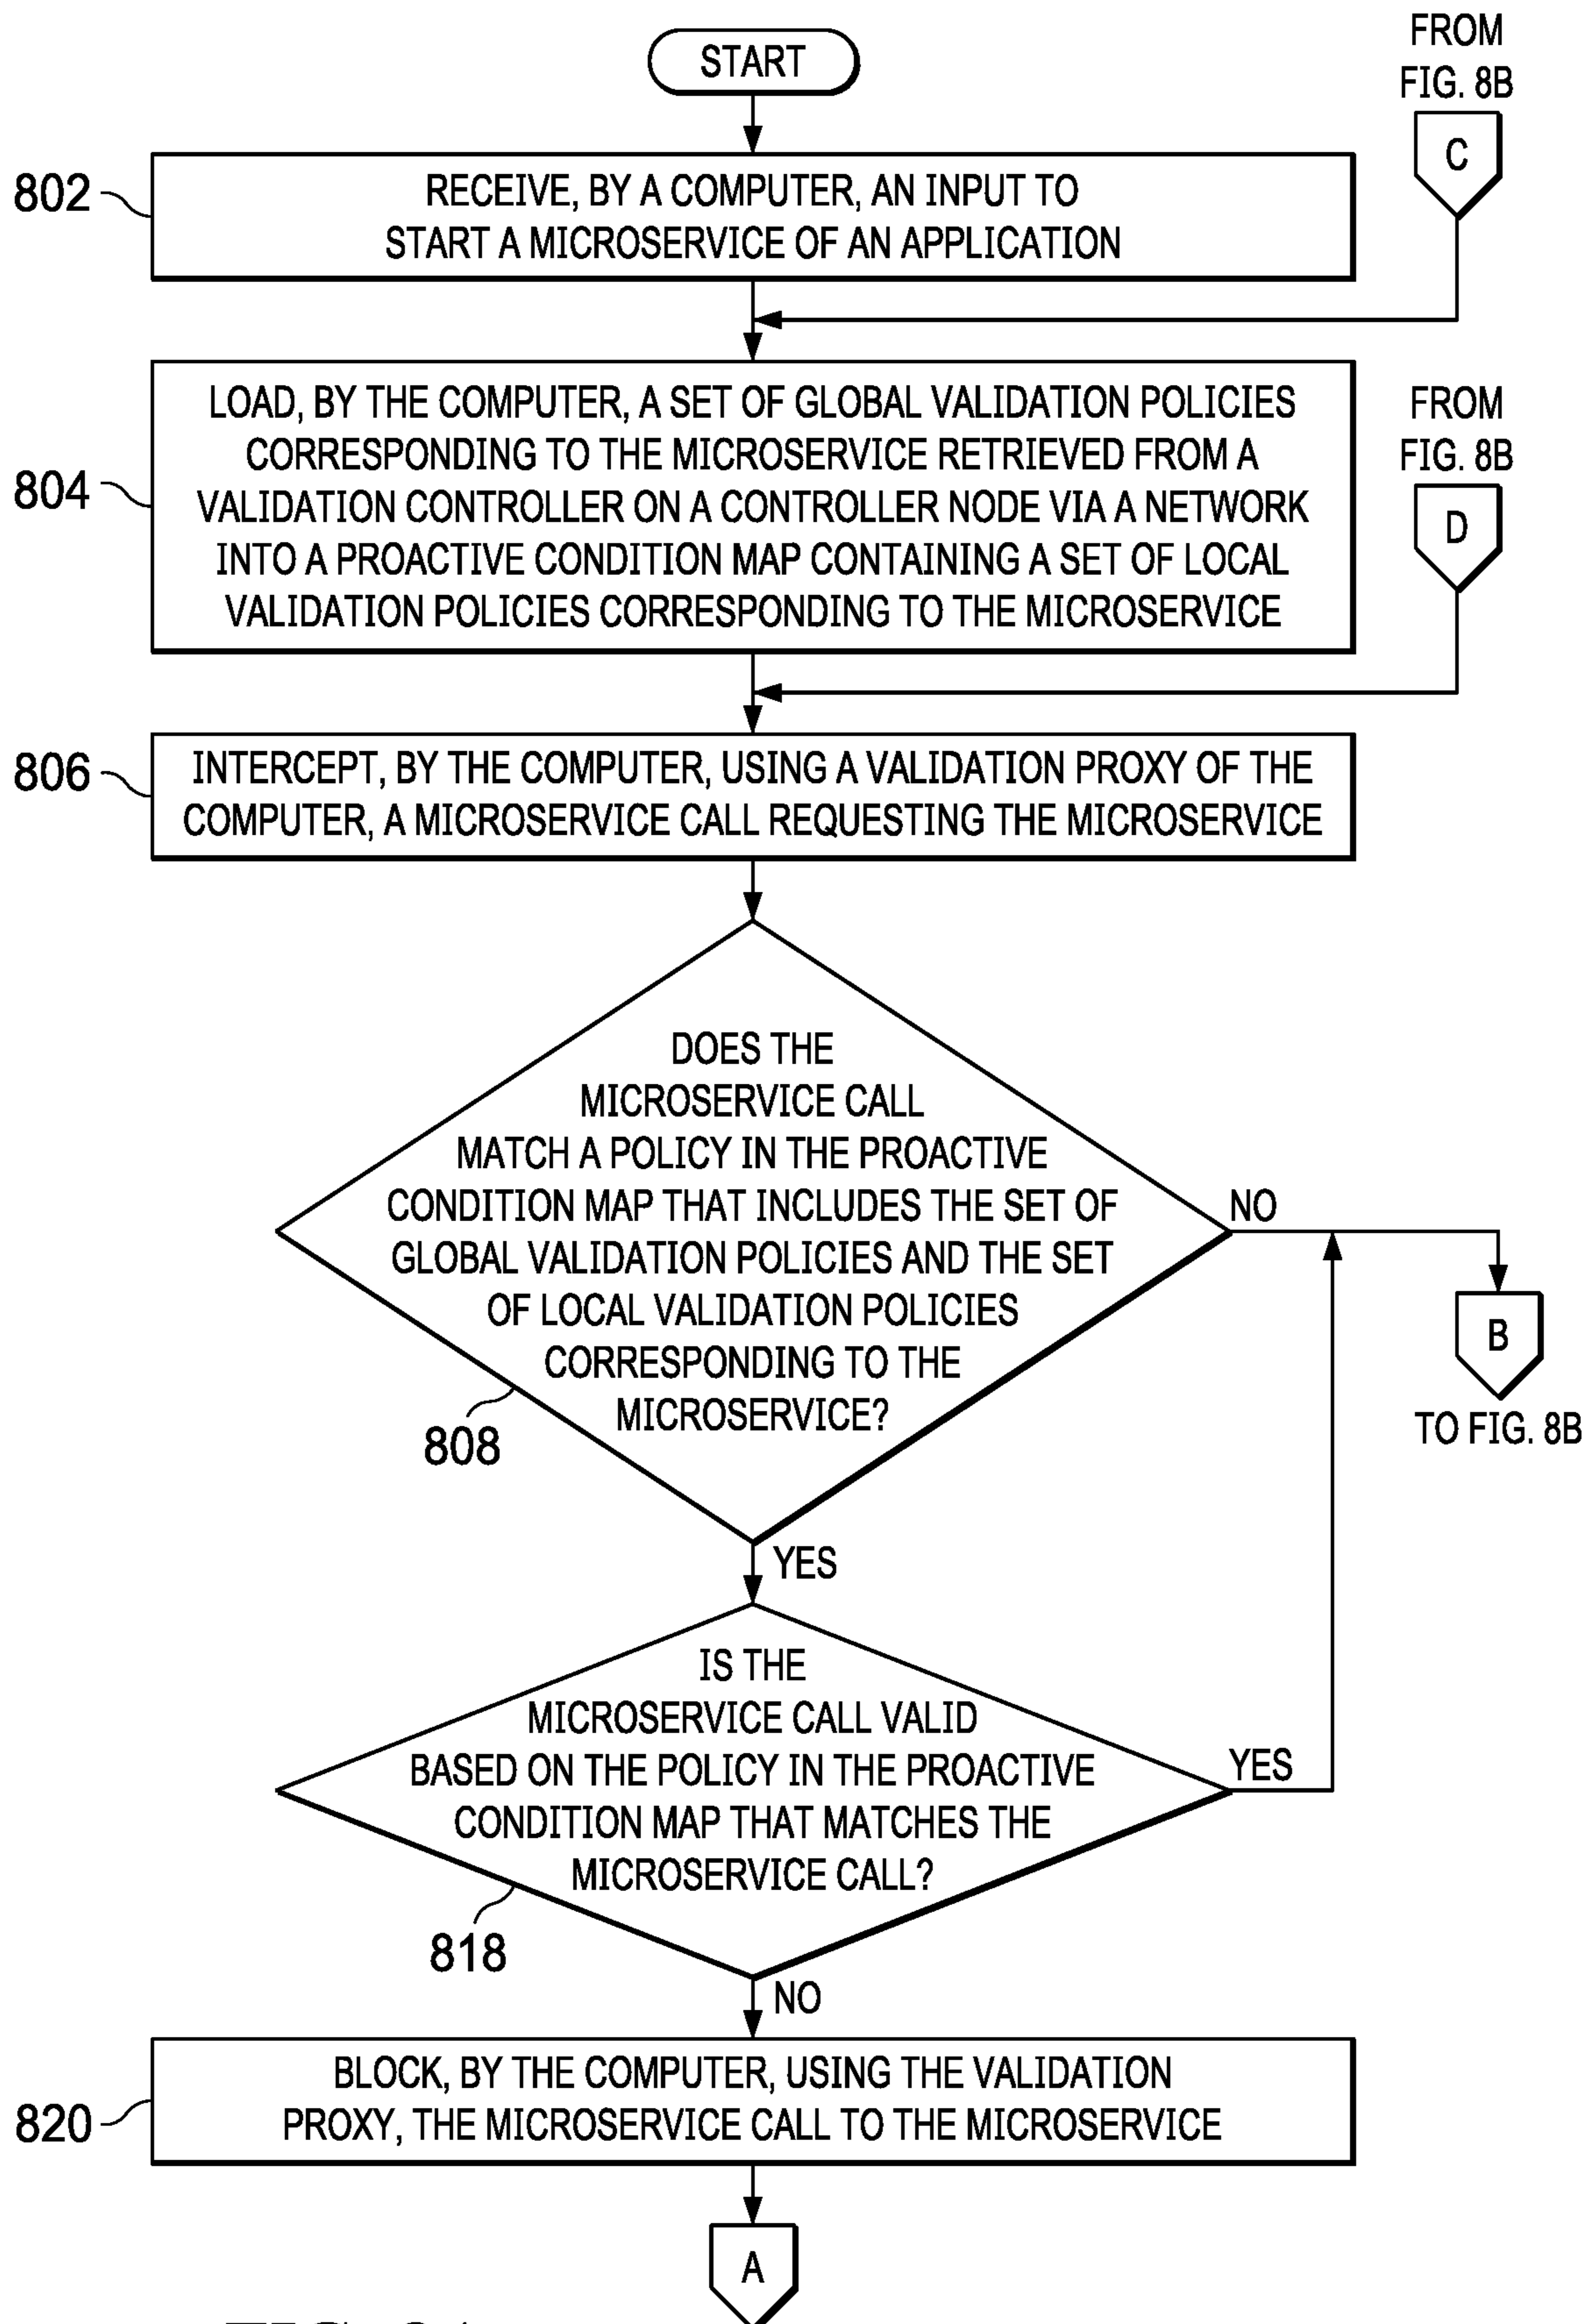 START
FROM
FIG. 8B
C
802
RECEIVE, BY A COMPUTER, AN INPUT TO
START A MICROSERVICE OF AN APPLICATION
804
LOAD, BY THE COMPUTER, A SET OF GLOBAL VALIDATION POLICIES
CORRESPONDING TO THE MICROSERVICE RETRIEVED FROM A
VALIDATION CONTROLLER ON A CONTROLLER NODE VIA A NETWORK
INTO A PROACTIVE CONDITION MAP CONTAINING A SET OF LOCAL
VALIDATION POLICIES CORRESPONDING TO THE MICROSERVICE
FROM
FIG. 8B
D
806
INTERCEPT, BY THE COMPUTER, USING A VALIDATION PROXY OF THE
COMPUTER, A MICROSERVICE CALL REQUESTING THE MICROSERVICE
DOES THE
MICROSERVICE CALL
MATCH A POLICY IN THE PROACTIVE
CONDITION MAP THAT INCLUDES THE SET OF
GLOBAL VALIDATION POLICIES AND THE SET
OF LOCAL VALIDATION POLICIES
CORRESPONDING TO THE
MICROSERVICE?
808
NO
B
TO FIG. 8B
YES
IS THE
MICROSERVICE CALL VALID
BASED ON THE POLICY IN THE PROACTIVE
CONDITION MAP THAT MATCHES THE
MICROSERVICE CALL?
818
YES
NO
820
BLOCK, BY THE COMPUTER, USING THE VALIDATION
PROXY, THE MICROSERVICE CALL TO THE MICROSERVICE
A